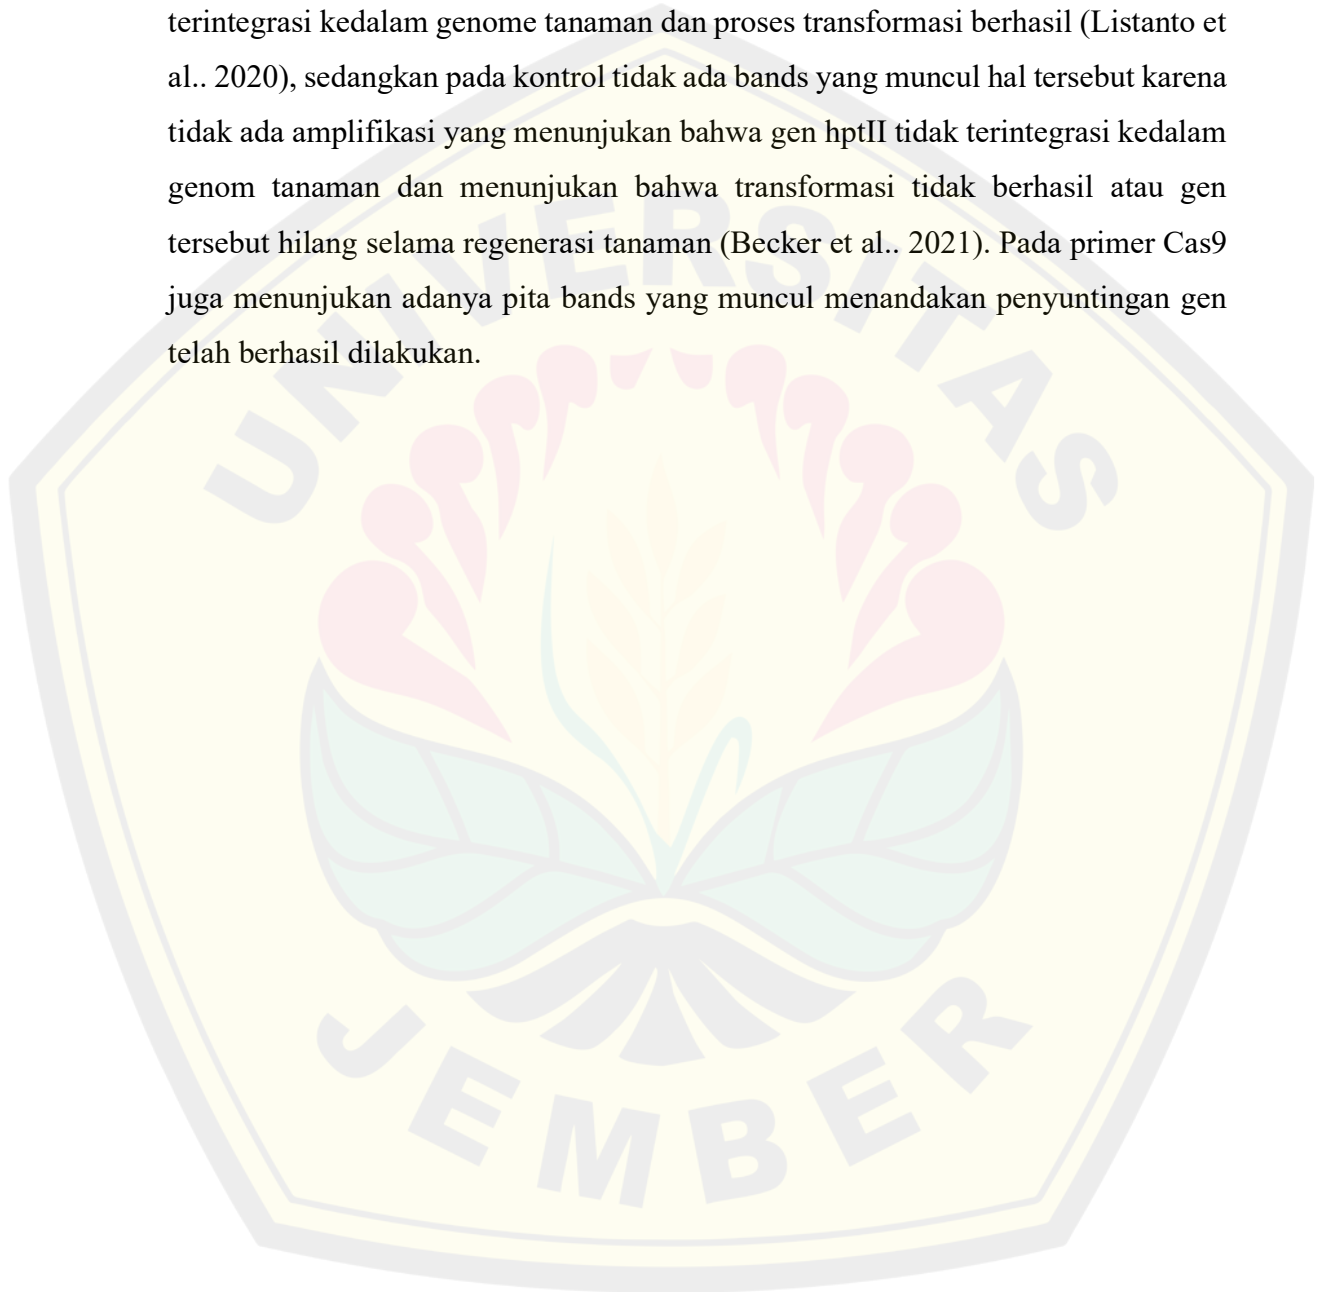 terintegrasi kedalam genome tanaman dan proses transformasi berhasil (Listanto et
al.. 2020), sedangkan pada kontrol tidak ada bands yang muncul hal tersebut karena
tidak ada amplifikasi yang menunjukan bahwa gen hptII tidak terintegrasi kedalam
genom tanaman dan menunjukan bahwa transformasi tidak berhasil atau gen
tersebut hilang selama regenerasi tanaman (Becker et al.. 2021). Pada primer Cas9
juga menunjukan adanya pita bands yang muncul menandakan penyuntingan gen
telah berhasil dilakukan.
UNIVERSITAS
JEMBER